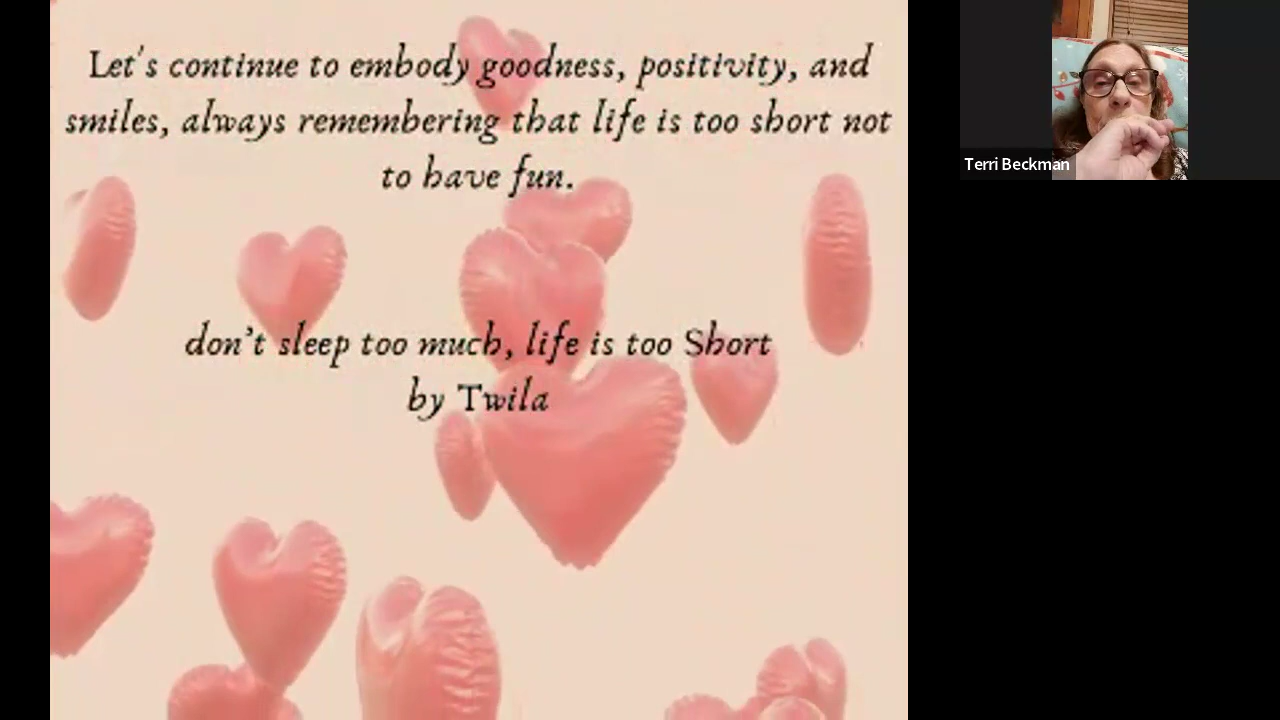 Let's continue to embody goodness, positivity, and
smiles, always remembering that life is too short not
to have fun.
don't sleep too much, life is too Short
by Twila
Terri Beckman